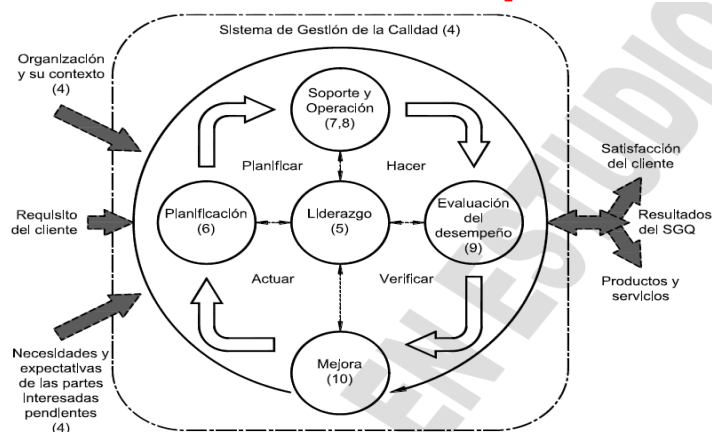 Sistema de Gestión de la Calidad (4)
Organización
y su contexto
(4)
Soporte y
Operación
(7,8)
Satisfacción
del cliente
Planificar
Hacer
Requisito
del cliente
Planificación
(6)
Liderazgo
(5)
Evaluación
del
desempeño
(9)
Resultados
del SGQ
Actuar
Verificar
Productos y
servicios
Necesidades y
expectativas
de las partes
interesadas
pendientes
(4)
Mejora
(10)
EN ESTUDIO